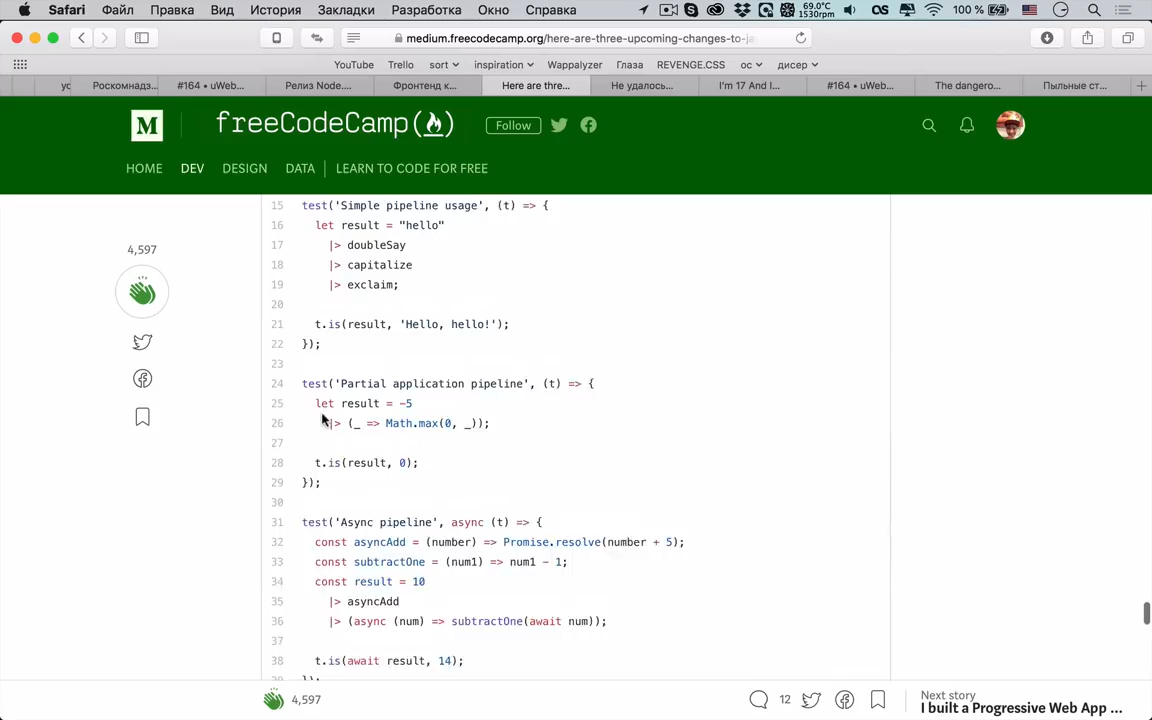 Safari Файл Правка Вид История Закладки Разработка Окно Справка 69.0°C 1530rpm 100 %
medium.freecodecamp.org/here-are-three-upcoming-changes-to-ja
YouTube Trello sort inspiration Wappalyzer Глаза REVENGE.CSS ос дисер
ус Роскомнадз... #164 • uWeb... Релиз Node.... Фронтенд к... Here are thre... Не удалось... I'm 17 And I... #164 • uWeb... The dangero... Пыльные ст...
M freeCodeCamp( ) Follow
HOME DEV DESIGN DATA LEARN TO CODE FOR FREE
4,597
15 test('Simple pipeline usage', (t) => {
16 let result = "hello"
17 |> doubleSay
18 |> capitalize
19 |> exclaim;
20
21 t.is(result, 'Hello, hello!');
22 });
23
24 test('Partial application pipeline', (t) => {
25 let result = -5
26 |> (_ => Math.max(0, _));
27
28 t.is(result, 0);
29 });
30
31 test('Async pipeline', async (t) => {
32 const asyncAdd = (number) => Promise.resolve(number + 5);
33 const subtractOne = (num1) => num1 - 1;
34 const result = 10
35 |> asyncAdd
36 |> (async (num) => subtractOne(await num));
37
38 t.is(await result, 14);
4,597 12 Next story
I built a Progressive Web App ...